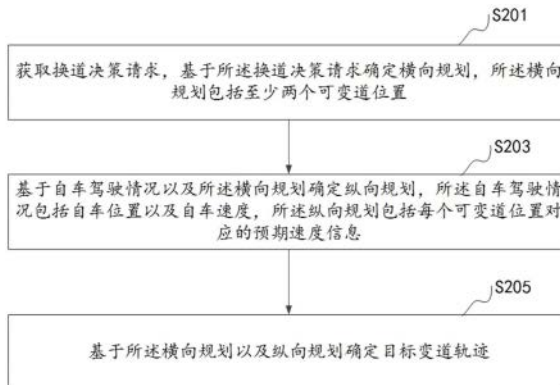 S201
获取换道决策请求，基于所述换道决策请求确定横向规划，所述横向
规划包括至少两个可变道位置
S203
基于自车驾驶情况以及所述横向规划确定纵向规划，所述自车驾驶情
况包括自车位置以及自车速度，所述纵向规划包括每个可变道位置对
应的预期速度信息
S205
基于所述横向规划以及纵向规划确定目标变道轨迹